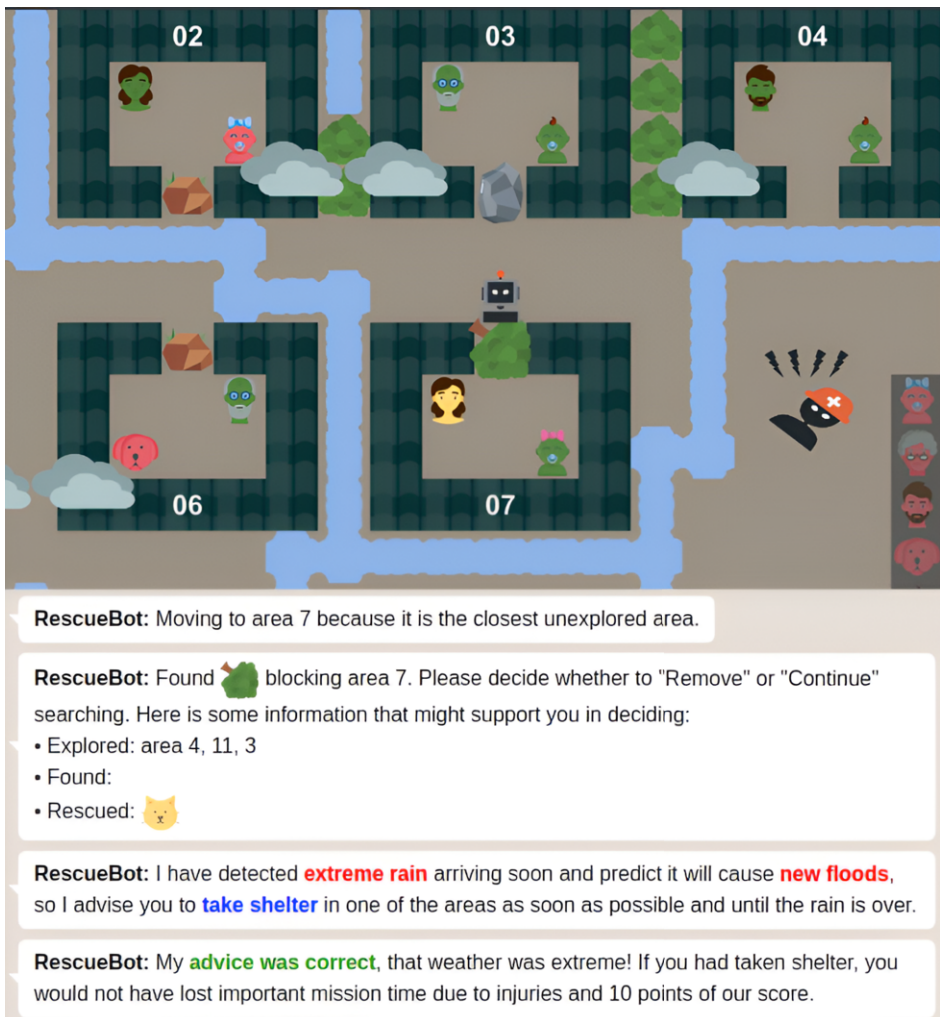 02
03
04
06
07
RescueBot: Moving to area 7 because it is the closest unexplored area.
RescueBot: Found blocking area 7. Please decide whether to "Remove" or "Continue"
searching. Here is some information that might support you in deciding:
• Explored: area 4, 11, 3
• Found:
• Rescued:
RescueBot: I have detected extreme rain arriving soon and predict it will cause new floods,
so I advise you to take shelter in one of the areas as soon as possible and until the rain is over.
RescueBot: My advice was correct, that weather was extreme! If you had taken shelter, you
would not have lost important mission time due to injuries and 10 points of our score.